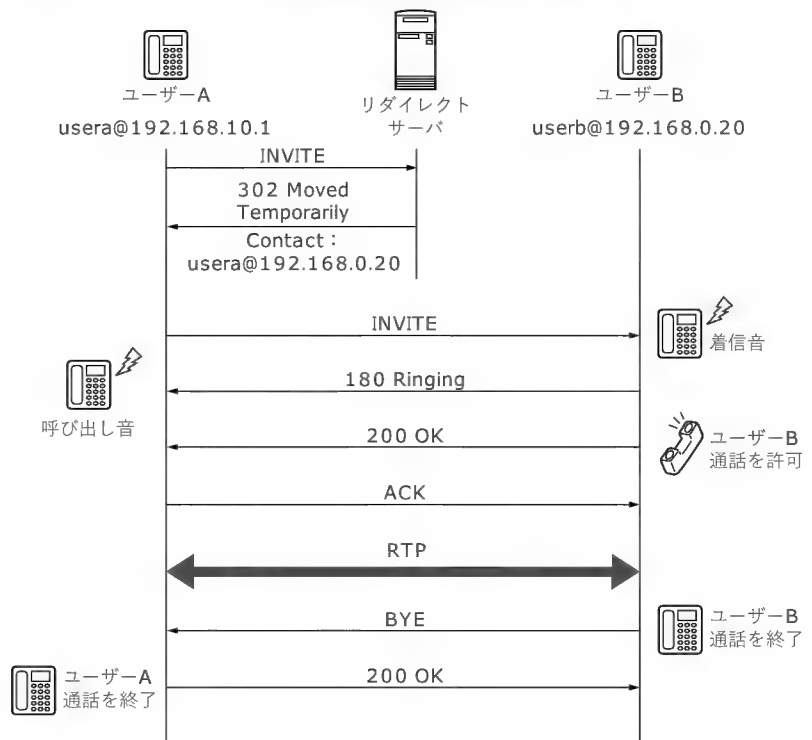 ユーザーA
usera@192.168.10.1
リダイレクト
サーバ
ユーザーB
userb@192.168.0.20
INVITE
302 Moved
Temporarily
Contact：
usera@192.168.0.20
INVITE
着信音
180 Ringing
呼び出し音
200 OK
ユーザーB
通話を許可
ACK
RTP
BYE
ユーザーB
通話を終了
200 OK
ユーザーA
通話を終了